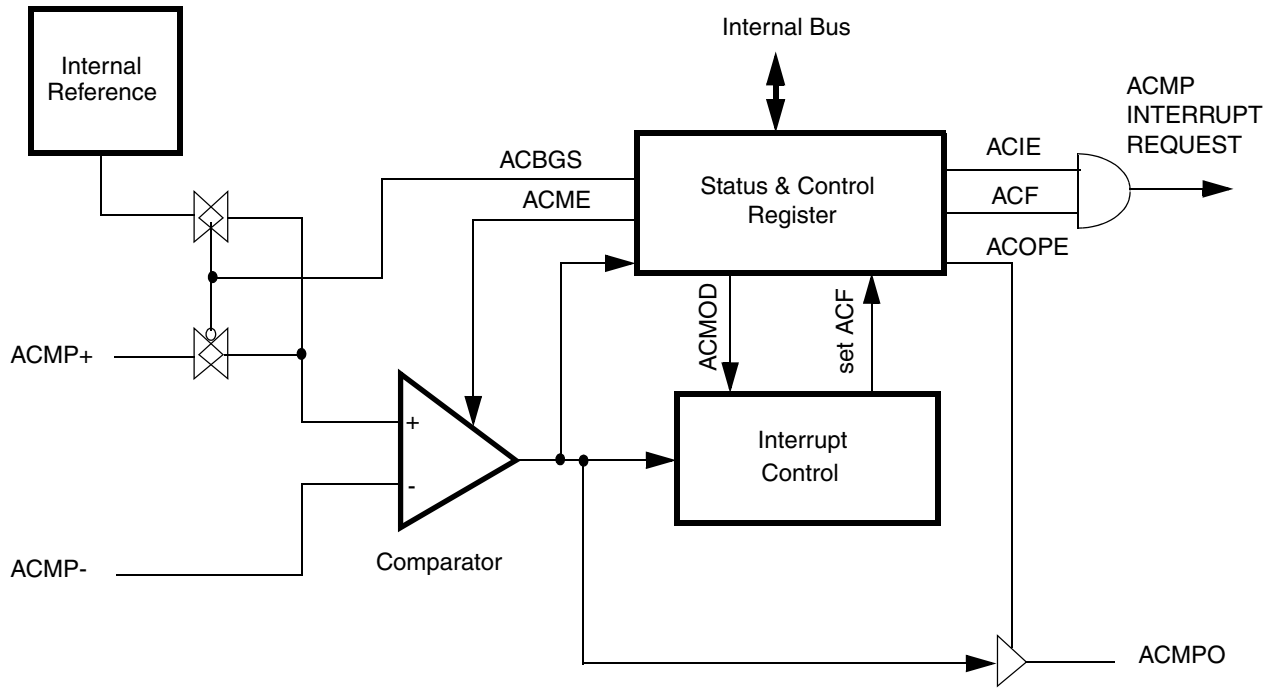 Internal Bus
Internal
Reference
ACMP
INTERRUPT
REQUEST
ACBGS
ACME
Status & Control
Register
ACIE
ACF
ACOPE
ACMOD
set ACF
ACMP+
+
-
Interrupt
Control
Comparator
ACMP-
ACMPO